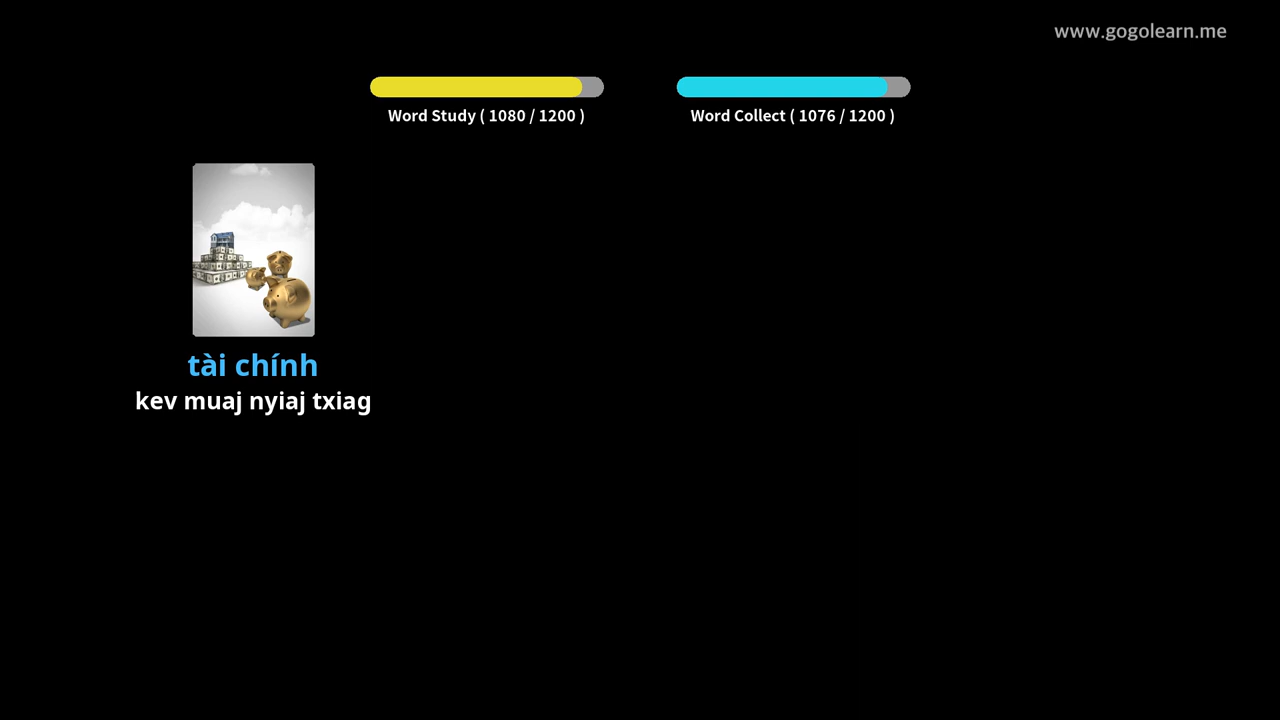 www.gogolearn.me
Word Study ( 1080 / 1200 )
Word Collect ( 1076 / 1200 )
tài chính
kev muaj nyiaj txiag